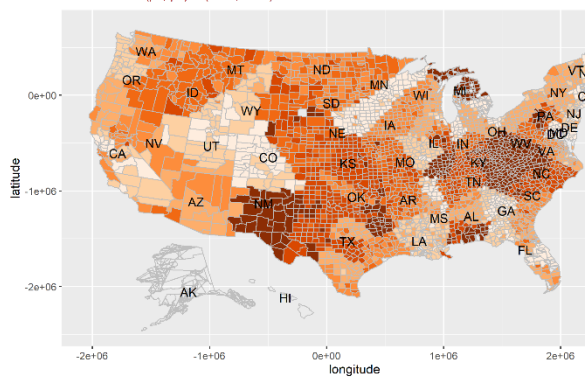 WA
MT
ND
MN
VT
OR
ID
WI
MI
NY
0e+00
WY
SD
IA
PA
NJ
NE
IL
IN
OH
DE
NV
UT
CO
MO
KY
WV
VA
CA
KS
-1e+06
AZ
NM
OK
AR
TN
NC
SC
MS
AL
GA
TX
LA
FL
-2e+06
AK
HI
-2e+06
-1e+06
0e+00
1e+06
2e+06
longitude
latitude